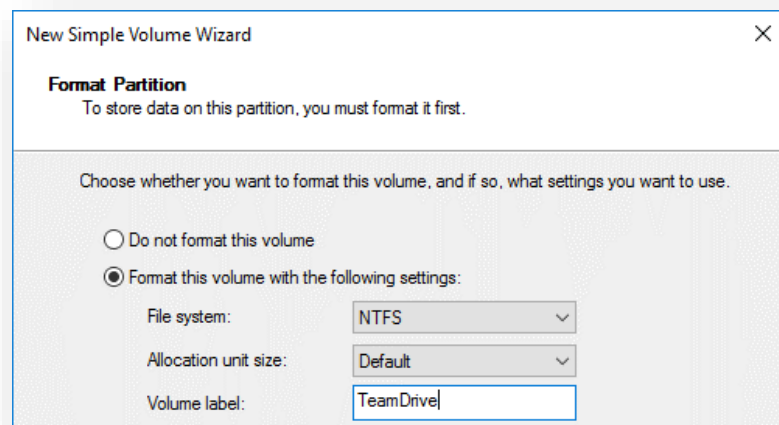 New Simple Volume Wizard
Format Partition
To store data on this partition, you must format it first.
Choose whether you want to format this volume, and if so, what settings you want to use.
Do not format this volume
Format this volume with the following settings:
File system: NTFS
Allocation unit size: Default
Volume label: TeamDrive